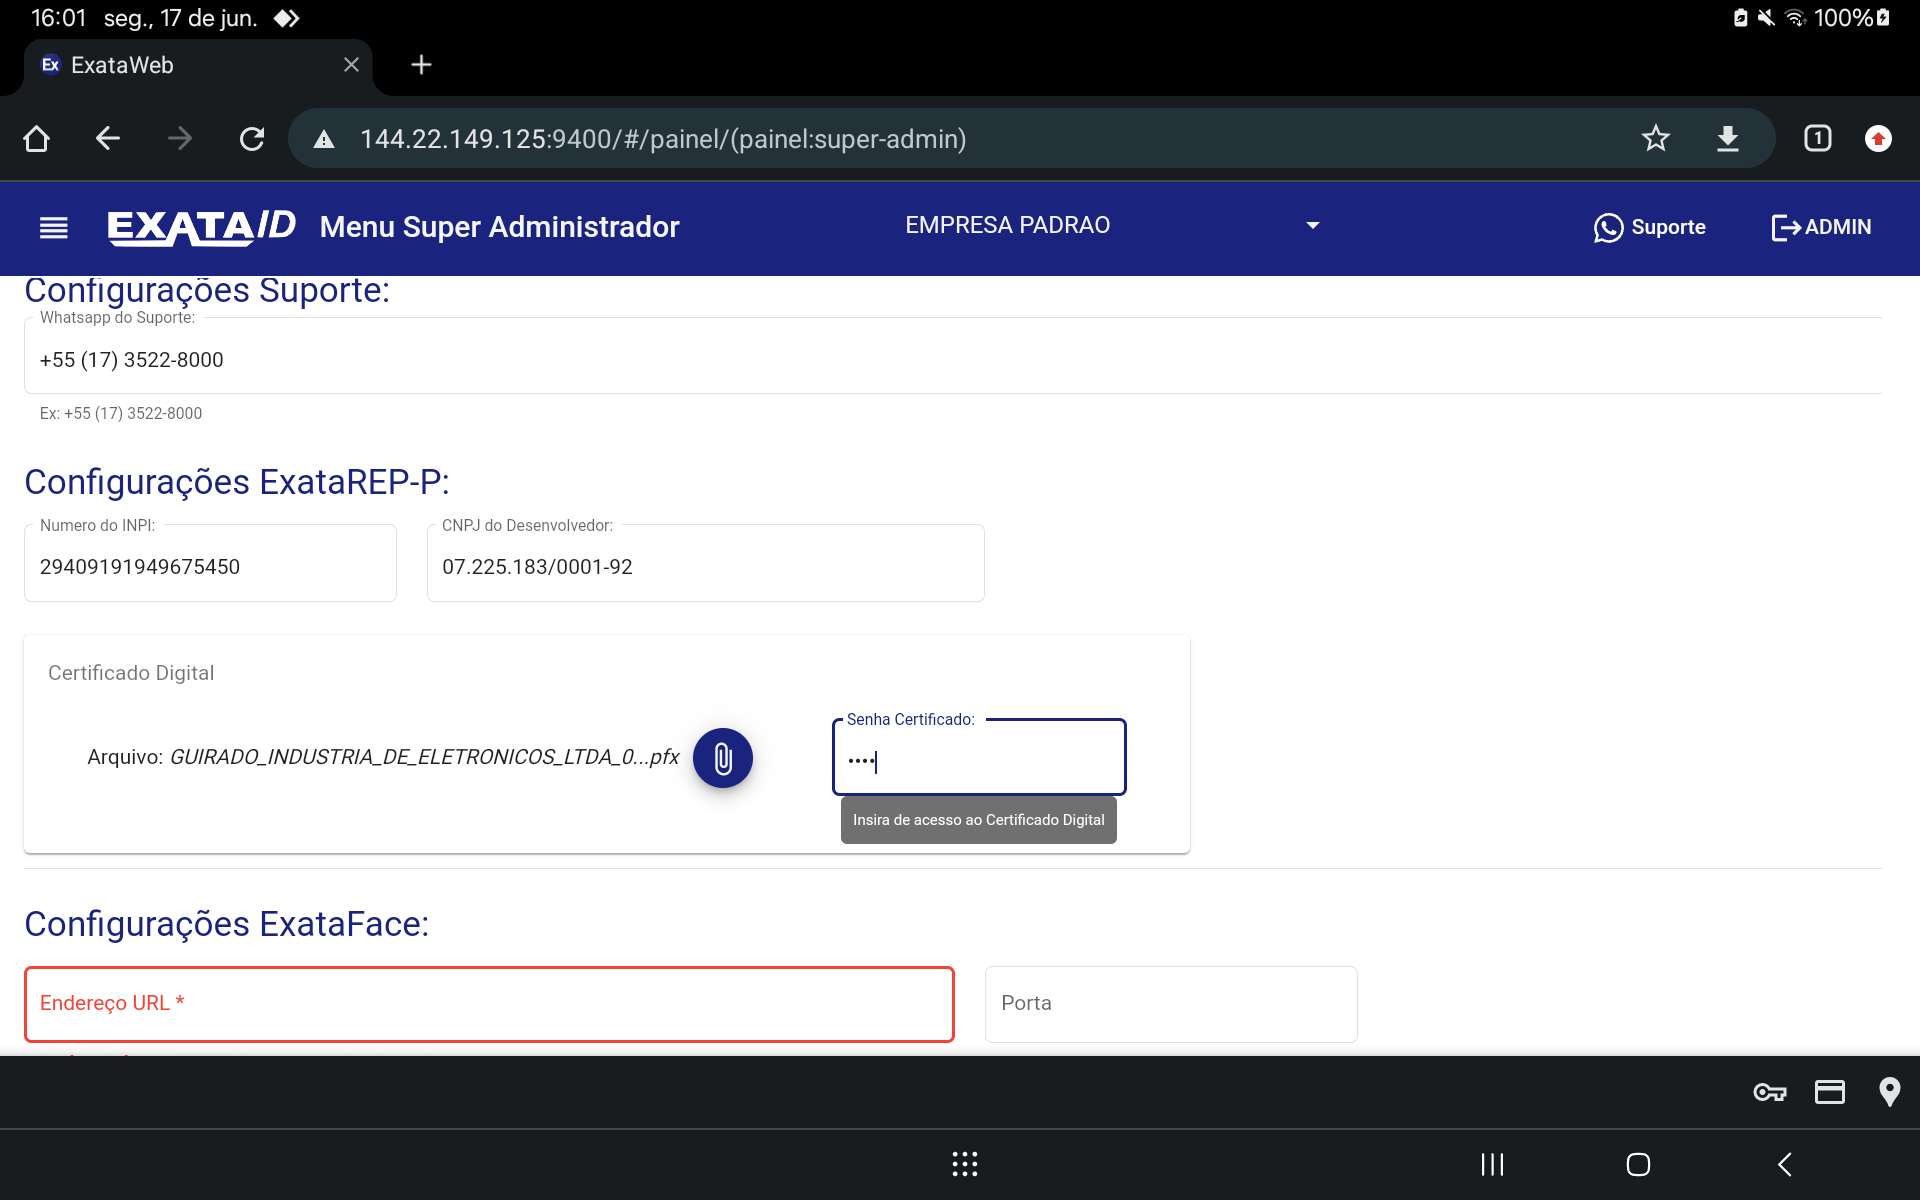 16:01 seg., 17 de jun. 100%
Ex ExataWeb
144.22.149.125:9400/#/painel/(painel:super-admin) 1
EXATA/ID Menu Super Administrador EMPRESA PADRAO Suporte ADMIN
Configurações Suporte:
Whatsapp do Suporte:
+55 (17) 3522-8000
Ex: +55 (17) 3522-8000
Configurações ExataREP-P:
Numero do INPI: CNPJ do Desenvolvedor:
29409191949675450 07.225.183/0001-92
Certificado Digital
Senha Certificado:
Arquivo: GUIRADO_INDUSTRIA_DE_ELETRONICOS_LTDA_0...pfx ••••
Insira de acesso ao Certificado Digital
Configurações ExataFace:
Endereço URL * Porta